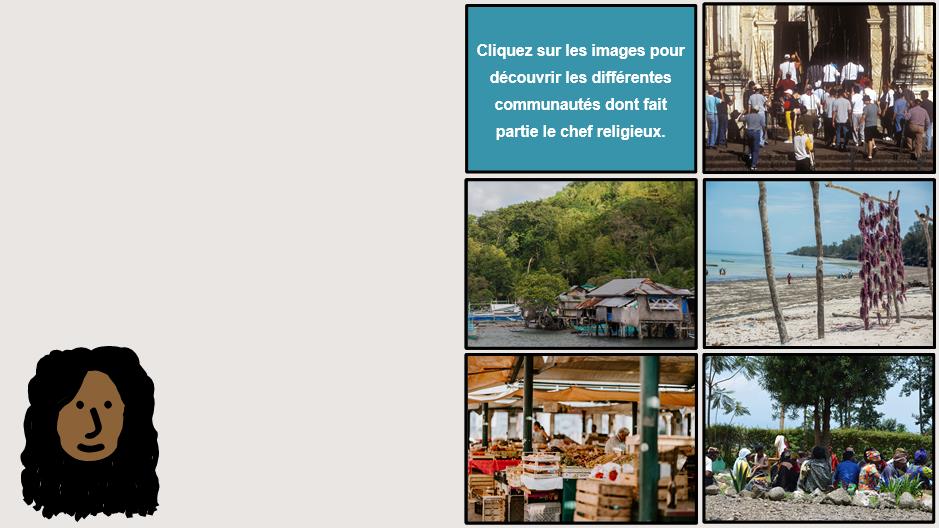 Cliquez sur les images pour
découvrir les différentes
communautés dont fait
partie le chef religieux.